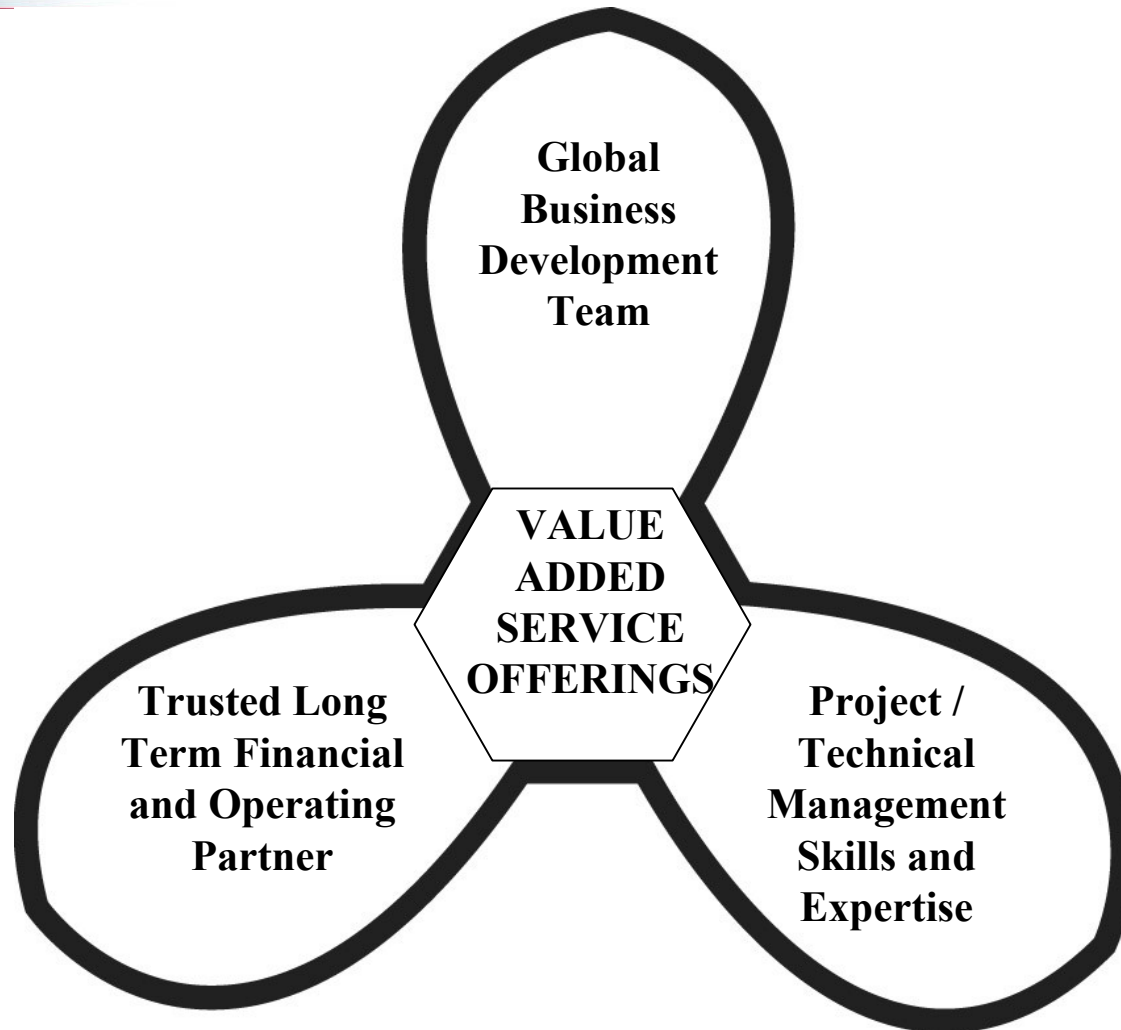 Global
Business
Development
Team
VALUE
ADDED
SERVICE
OFFERINGS
Trusted Long
Term Financial
and Operating
Partner
Project /
Technical
Management
Skills and
Expertise